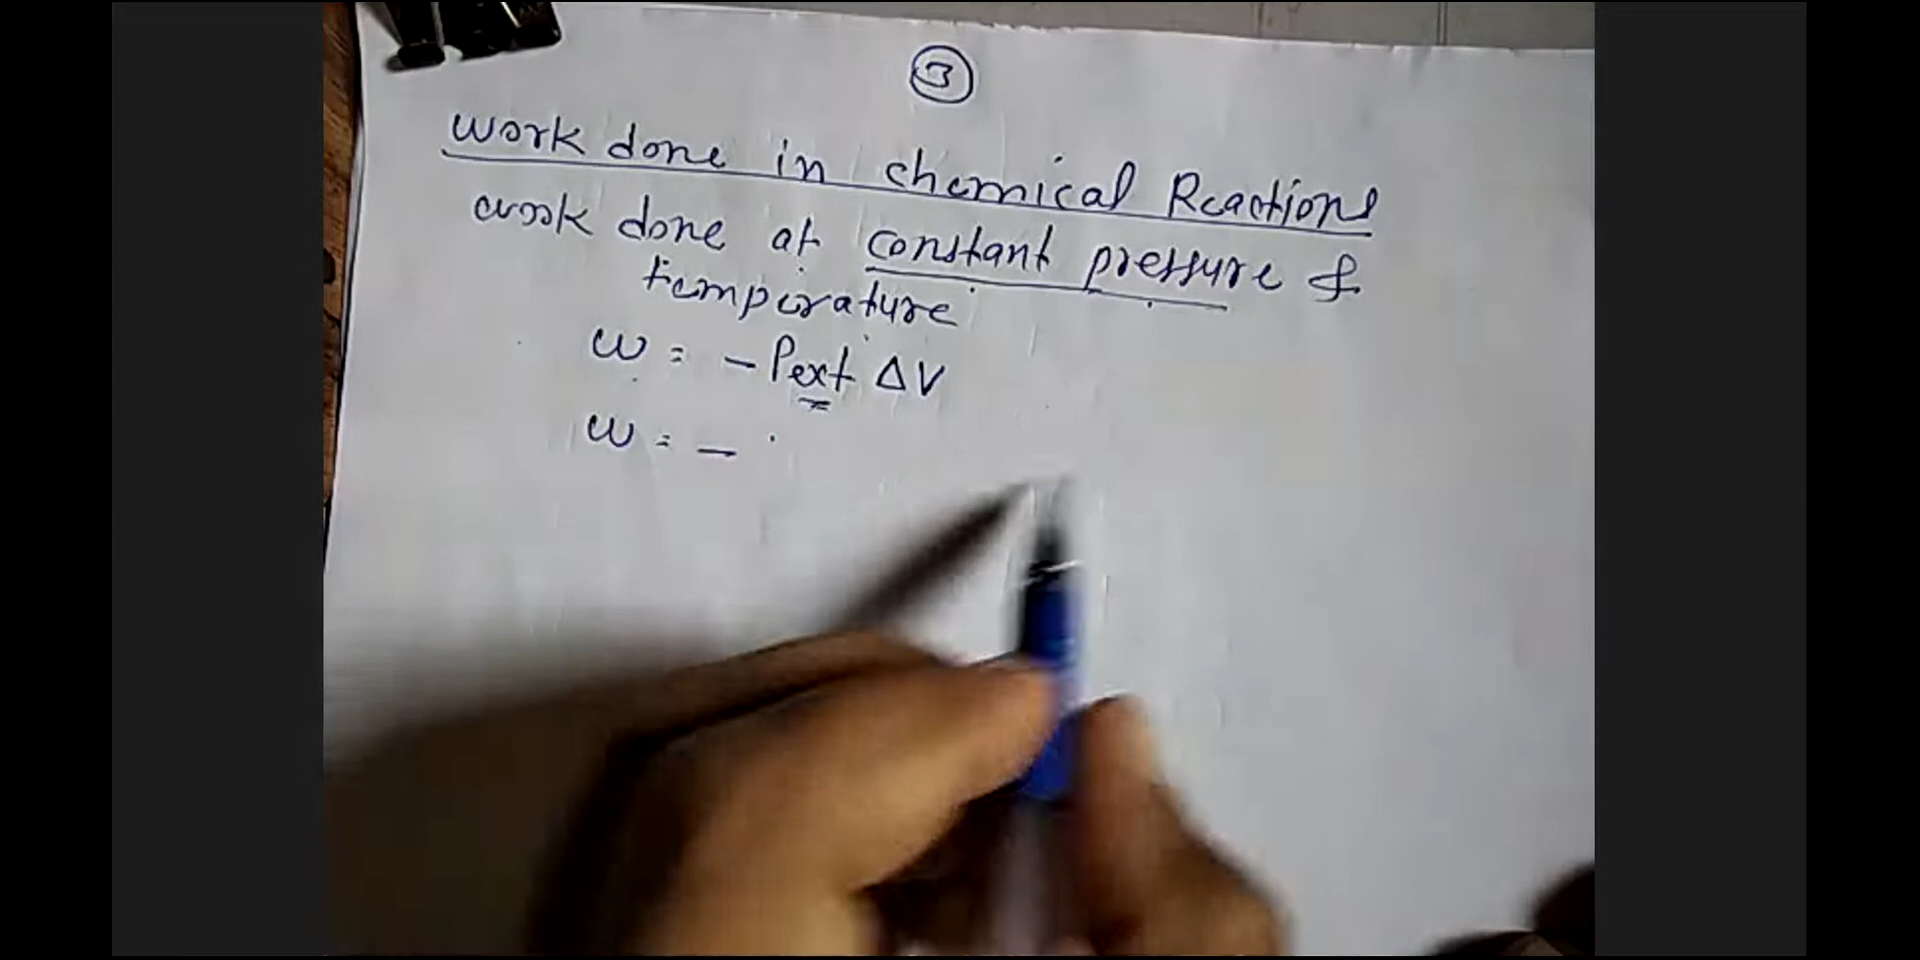 3
work done in chemical Reactions
work done at constant pressure &
temperature
w = - Pext ΔV
w = -